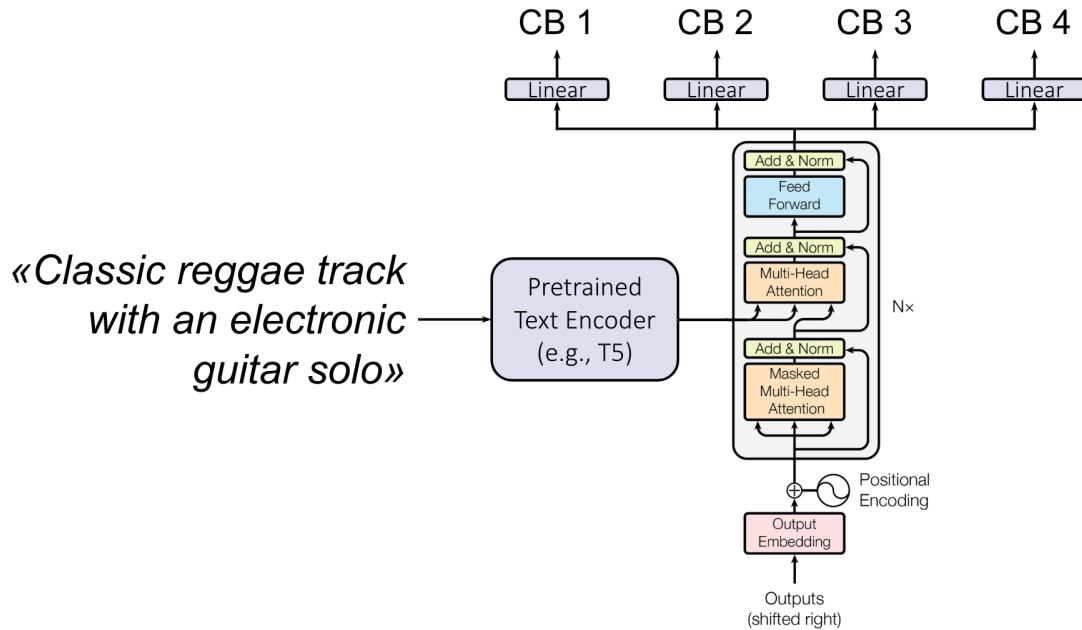 CB 1
CB 2
CB 3
CB 4
Linear
Linear
Linear
Linear
Add & Norm
Feed
Forward
Add & Norm
Multi-Head
Attention
Nx
Add & Norm
Masked
Multi-Head
Attention
«Classic reggae track
with an electronic
guitar solo»
Pretrained
Text Encoder
(e.g., T5)
Positional
Encoding
Output
Embedding
Outputs
(shifted right)